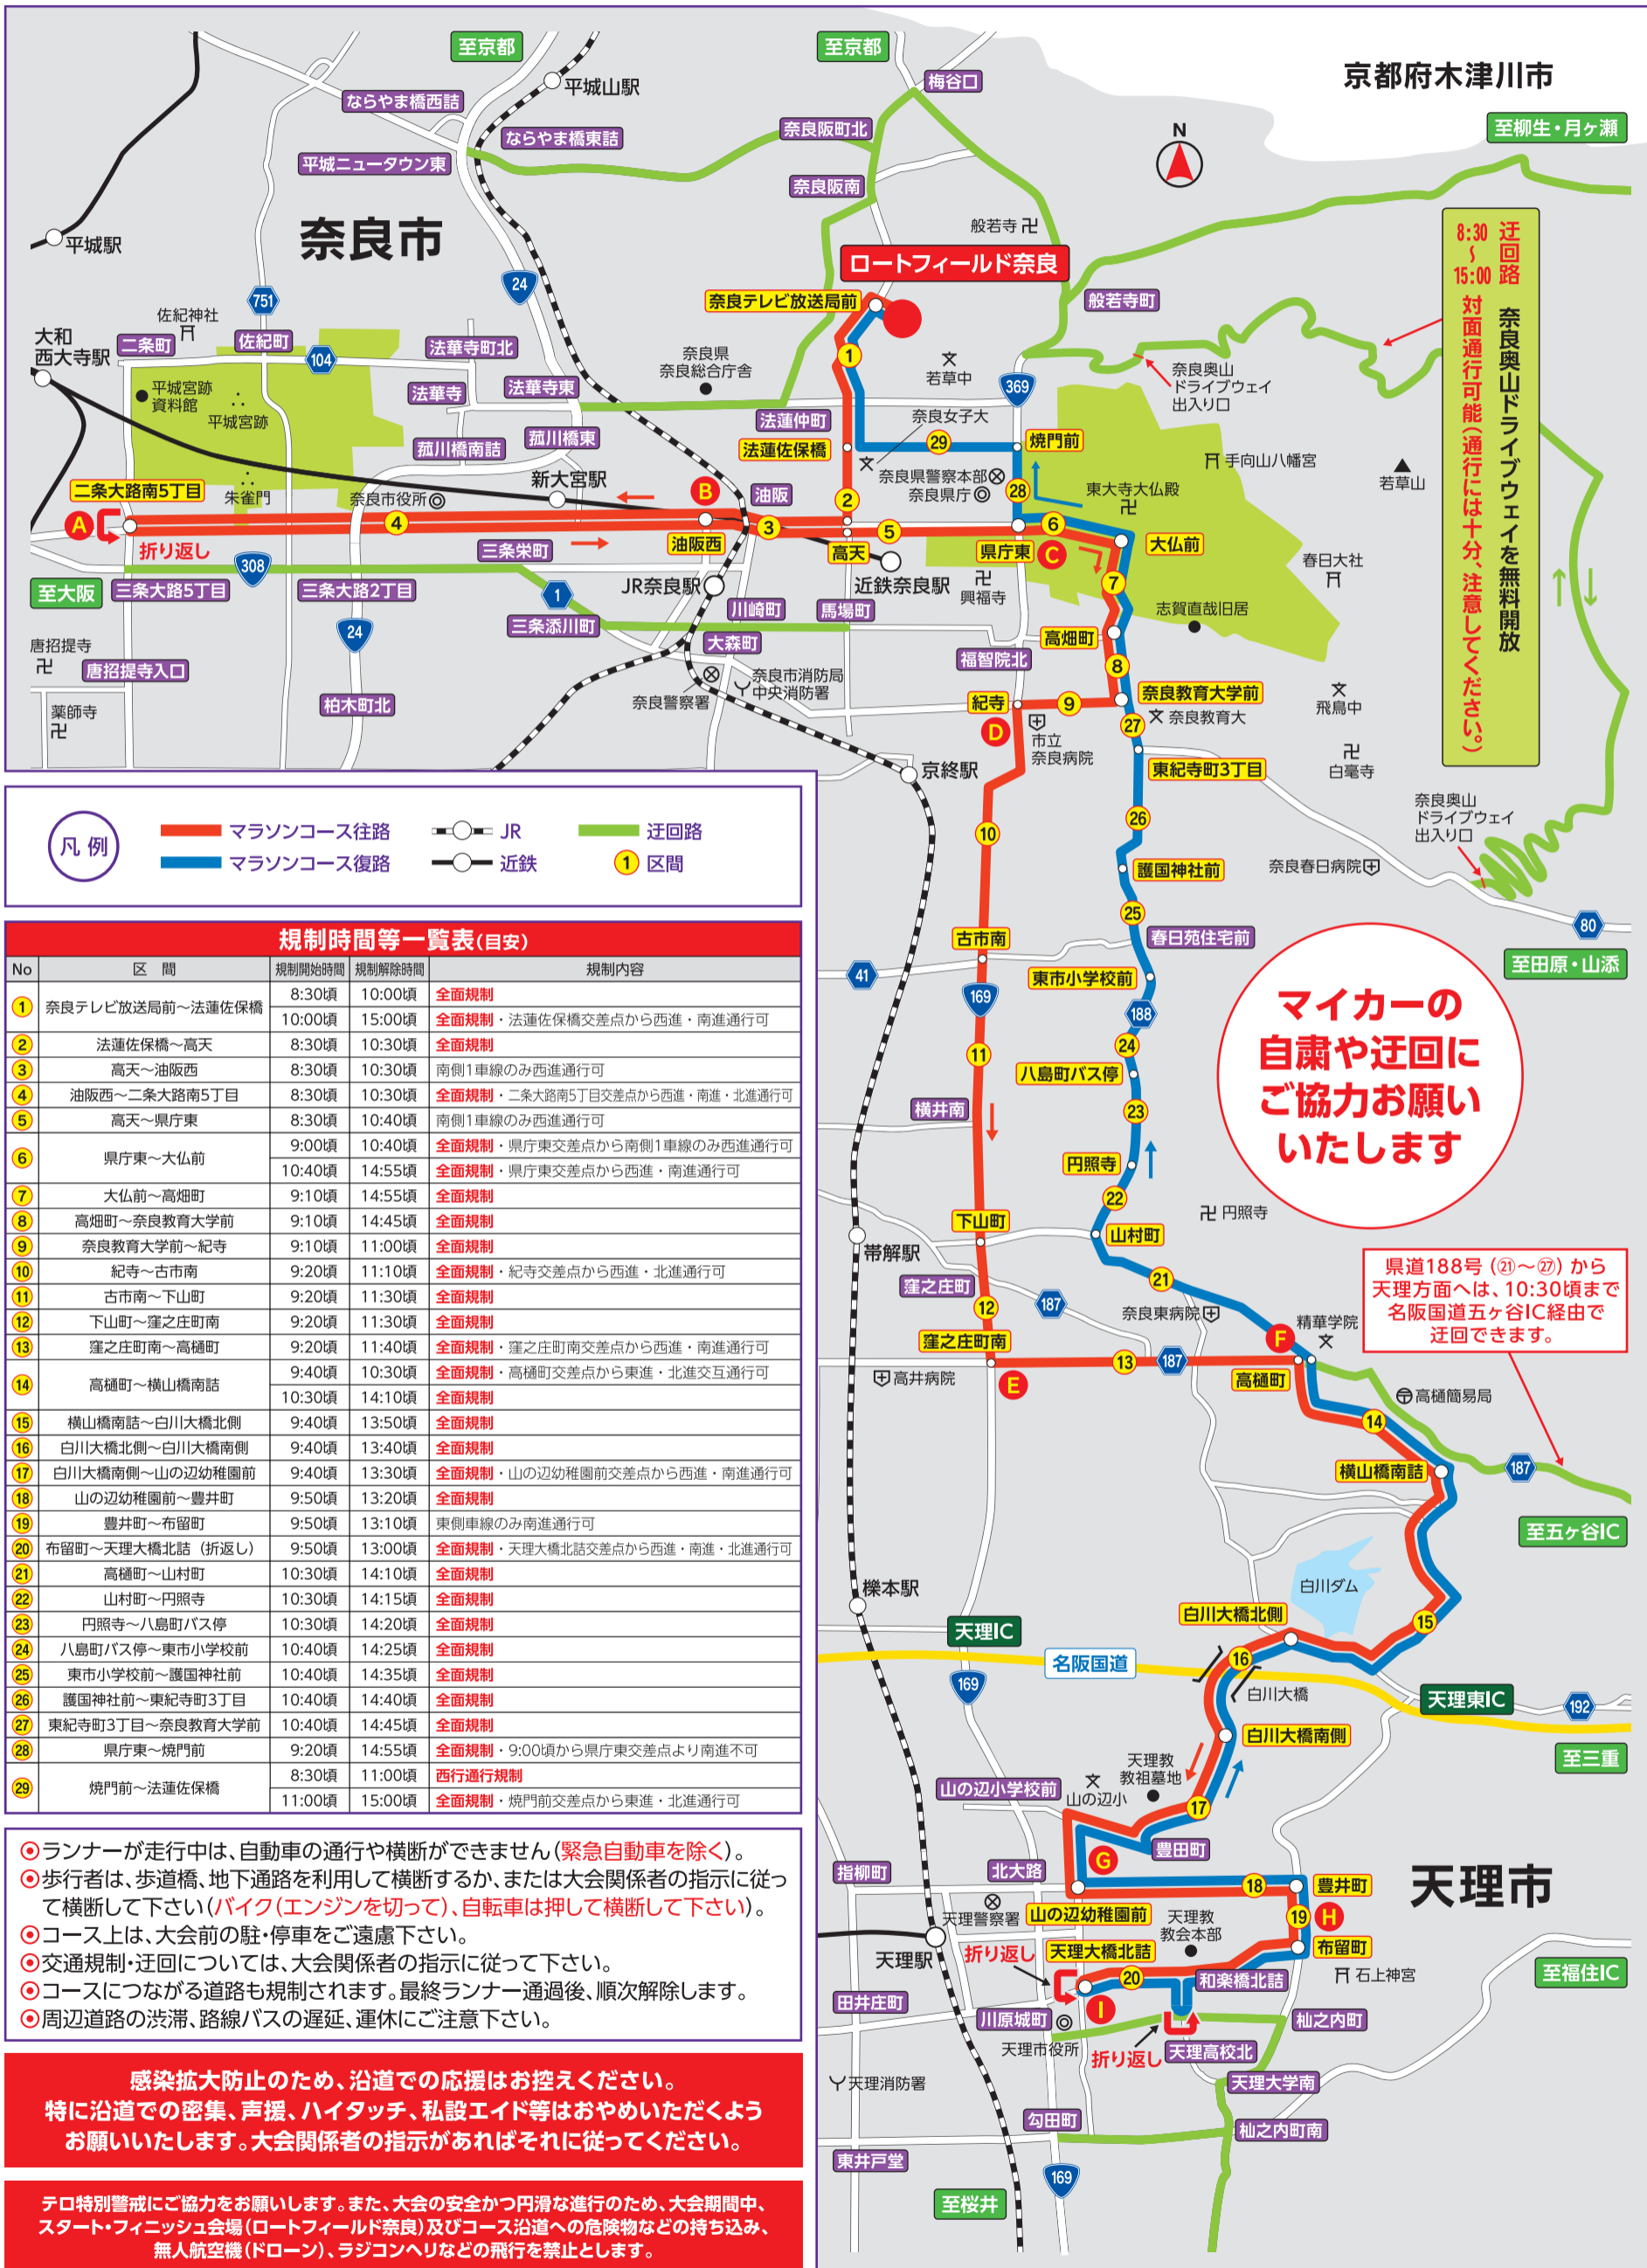 至京都
至京都
京都府木津川市
平城山駅
梅谷口
ならやま橋西詰
ならやま橋東詰
奈良阪町北
至柳生・月ヶ瀬
N
平城ニュータウン東
奈良阪南
奈良市
般若寺
平城駅
ロートフィールド奈良
24
751
奈良テレビ放送局前
般若寺町
佐紀神社
大和
西大寺駅
二条町
佐紀町
104
法華寺町北
奈良県
奈良総合庁舎
1
若草中
369
奈良奥山
ドライブウェイ
出入り口
平城宮跡
資料館
平城宮跡
法華寺
法華寺東
法蓮仲町
奈良女子大
菰川橋南詰
菰川橋東
法蓮佐保橋
29
焼門前
手向山八幡宮
若草山
新大宮駅
奈良県警察本部
奈良県庁
28
東大寺大仏殿
二条大路南5丁目
朱雀門
奈良市役所
B
油阪
2
A
4
3
5
6
折り返し
三条栄町
油阪西
高天
県庁東
C
大仏前
308
至大阪
三条大路5丁目
三条大路2丁目
1
JR奈良駅
近鉄奈良駅
興福寺
7
春日大社
川崎町
馬場町
志賀直哉旧居
24
三条添川町
大森町
高畑町
唐招提寺
唐招提寺入口
福智院北
8
奈良市消防局
中央消防署
奈良警察署
柏木町北
薬師寺
紀寺
9
奈良教育大学前
27
奈良教育大
飛鳥中
D
市立
奈良病院
東紀寺町3丁目
白毫寺
京終駅
迂回路
8:30
〜
15:00
奈良奥山ドライブウェイを無料開放
対面通行可能(通行には十分、注意してください。)
凡例
マラソンコース往路
JR
迂回路
マラソンコース復路
近鉄
1 区間
10
26
奈良奥山
ドライブウェイ
出入り口
護国神社前
奈良春日病院
25
80
古市南
春日苑住宅前
至田原・山添
41
東市小学校前
169
188
11
24
八島町バス停
マイカーの
自粛や迂回に
ご協力お願い
いたします
横井南
23
円照寺
22
円照寺
下山町
山村町
帯解駅
21
県道188号(㉑〜㉗)から
天理方面へは、10:30頃まで
名阪国道五ヶ谷IC経由で
迂回できます。
窪之庄町
12
187
奈良東病院
精華学院
F
窪之庄町南
13
187
高井病院
E
高樋町
高樋簡易局
14
横山橋南詰
187
至五ヶ谷IC
櫟本駅
白川ダム
白川大橋北側
15
天理IC
名阪国道
16
169
白川大橋
天理東IC
192
白川大橋南側
至三重
天理教
教祖墓地
山の辺小学校前
山の辺小
17
豊田町
指柳町
北大路
G
天理市
18
豊井町
天理警察署
山の辺幼稚園前
天理教
教会本部
19
H
天理駅
折り返し
天理大橋北詰
布留町
20
和楽橋北詰
石上神宮
至福住IC
田井庄町
I
川原城町
杣之内町
天理市役所
折り返し
天理高校北
天理消防署
天理大学南
勾田町
杣之内町南
東井戸堂
169
至桜井
規制時間等一覧表(目安)
No 区 間 規制開始時間 規制解除時間 規制内容
1 奈良テレビ放送局前〜法蓮佐保橋 8:30頃 10:00頃 全面規制
10:00頃 15:00頃 全面規制・法蓮佐保橋交差点から西進・南進通行可
2 法蓮佐保橋〜高天 8:30頃 10:30頃 全面規制
3 高天〜油阪西 8:30頃 10:30頃 南側1車線のみ西進通行可
4 油阪西〜二条大路南5丁目 8:30頃 10:30頃 全面規制・二条大路南5丁目交差点から西進・南進・北進通行可
5 高天〜県庁東 8:30頃 10:40頃 南側1車線のみ西進通行可
6 県庁東〜大仏前 9:00頃 10:40頃 全面規制・県庁東交差点から南側1車線のみ西進通行可
10:40頃 14:55頃 全面規制・県庁東交差点から西進・南進通行可
7 大仏前〜高畑町 9:10頃 14:55頃 全面規制
8 高畑町〜奈良教育大学前 9:10頃 14:45頃 全面規制
9 奈良教育大学前〜紀寺 9:10頃 11:00頃 全面規制
10 紀寺〜古市南 9:20頃 11:10頃 全面規制・紀寺交差点から西進・北進通行可
11 古市南〜下山町 9:20頃 11:30頃 全面規制
12 下山町〜窪之庄町南 9:20頃 11:30頃 全面規制
13 窪之庄町南〜高樋町 9:20頃 11:40頃 全面規制・窪之庄町南交差点から西進・南進通行可
14 高樋町〜横山橋南詰 9:40頃 10:30頃 全面規制・高樋町交差点から東進・北進交互通行可
10:30頃 14:10頃 全面規制
15 横山橋南詰〜白川大橋北側 9:40頃 13:50頃 全面規制
16 白川大橋北側〜白川大橋南側 9:40頃 13:40頃 全面規制
17 白川大橋南側〜山の辺幼稚園前 9:40頃 13:30頃 全面規制・山の辺幼稚園前交差点から西進・南進通行可
18 山の辺幼稚園前〜豊井町 9:50頃 13:20頃 全面規制
19 豊井町〜布留町 9:50頃 13:10頃 東側車線のみ南進通行可
20 布留町〜天理大橋北詰(折返し) 9:50頃 13:00頃 全面規制・天理大橋北詰交差点から西進・南進・北進通行可
21 高樋町〜山村町 10:30頃 14:10頃 全面規制
22 山村町〜円照寺 10:30頃 14:15頃 全面規制
23 円照寺〜八島町バス停 10:30頃 14:20頃 全面規制
24 八島町バス停〜東市小学校前 10:40頃 14:25頃 全面規制
25 東市小学校前〜護国神社前 10:40頃 14:35頃 全面規制
26 護国神社前〜東紀寺町3丁目 10:40頃 14:40頃 全面規制
27 東紀寺町3丁目〜奈良教育大学前 10:40頃 14:45頃 全面規制
28 県庁東〜焼門前 9:20頃 14:55頃 全面規制・9:00頃から県庁東交差点より南進不可
29 焼門前〜法蓮佐保橋 8:30頃 11:00頃 西行通行規制
11:00頃 15:00頃 全面規制・焼門前交差点から東進・北進通行可
◉ランナーが走行中は、自動車の通行や横断ができません(緊急自動車を除く)。
◉歩行者は、歩道橋、地下通路を利用して横断するか、または大会関係者の指示に従っ
て横断して下さい(バイク(エンジンを切って)、自転車は押して横断して下さい)。
◉コース上は、大会前の駐・停車をご遠慮下さい。
◉交通規制・迂回については、大会関係者の指示に従って下さい。
◉コースにつながる道路も規制されます。最終ランナー通過後、順次解除します。
◉周辺道路の渋滞、路線バスの遅延、運休にご注意下さい。
感染拡大防止のため、沿道での応援はお控えください。
特に沿道での密集、声援、ハイタッチ、私設エイド等はおやめいただくよう
お願いいたします。大会関係者の指示があればそれに従ってください。
テロ特別警戒にご協力をお願いします。また、大会の安全かつ円滑な進行のため、大会期間中、
スタート・フィニッシュ会場(ロートフィールド奈良)及びコース沿道への危険物などの持ち込み、
無人航空機(ドローン)、ラジコンヘリなどの飛行を禁止とします。